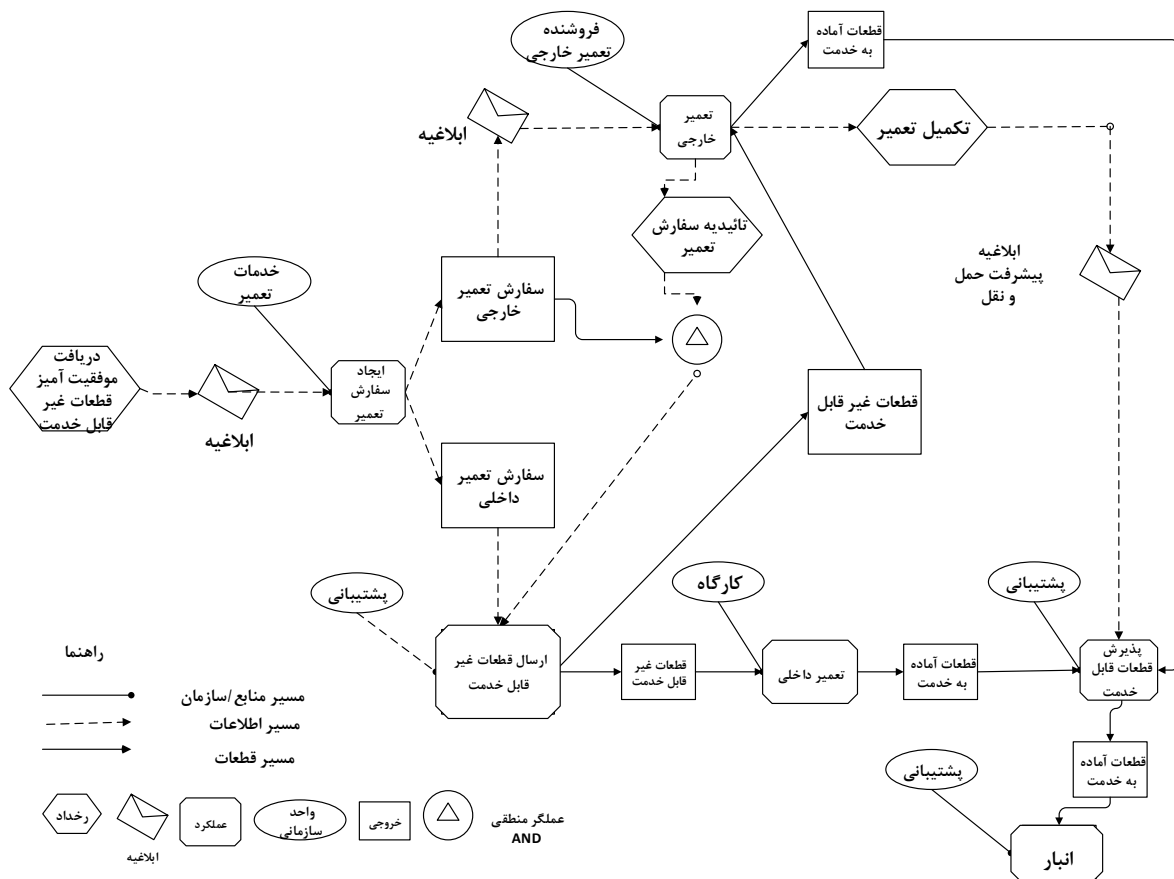 فروشنده
تعمیر خارجی
قطعات آماده
به خدمت
ابلاغیه
تعمیر
خارجی
تکمیل تعمیر
تائیدیه سفارش
تعمیر
ابلاغیه
پیشرفت حمل
و نقل
خدمات
تعمیر
سفارش تعمیر
خارجی
دریافت
موفقیت آمیز
قطعات غیر
قابل خدمت
ابلاغیه
ایجاد
سفارش
تعمیر
قطعات غیر قابل
خدمت
سفارش تعمیر
داخلی
پشتیبانی
کارگاه
پشتیبانی
ارسال قطعات غیر
قابل خدمت
قطعات غیر
قابل خدمت
تعمیر داخلی
قطعات آماده
به خدمت
پذیرش
قطعات قابل
خدمت
راهنما
مسیر منابع/سازمان
مسیر اطلاعات
مسیر قطعات
قطعات آماده
به خدمت
پشتیبانی
انبار
رخداد
ابلاغیه
عملکرد
واحد
سازمانی
خروجی
عملگر منطقی
AND